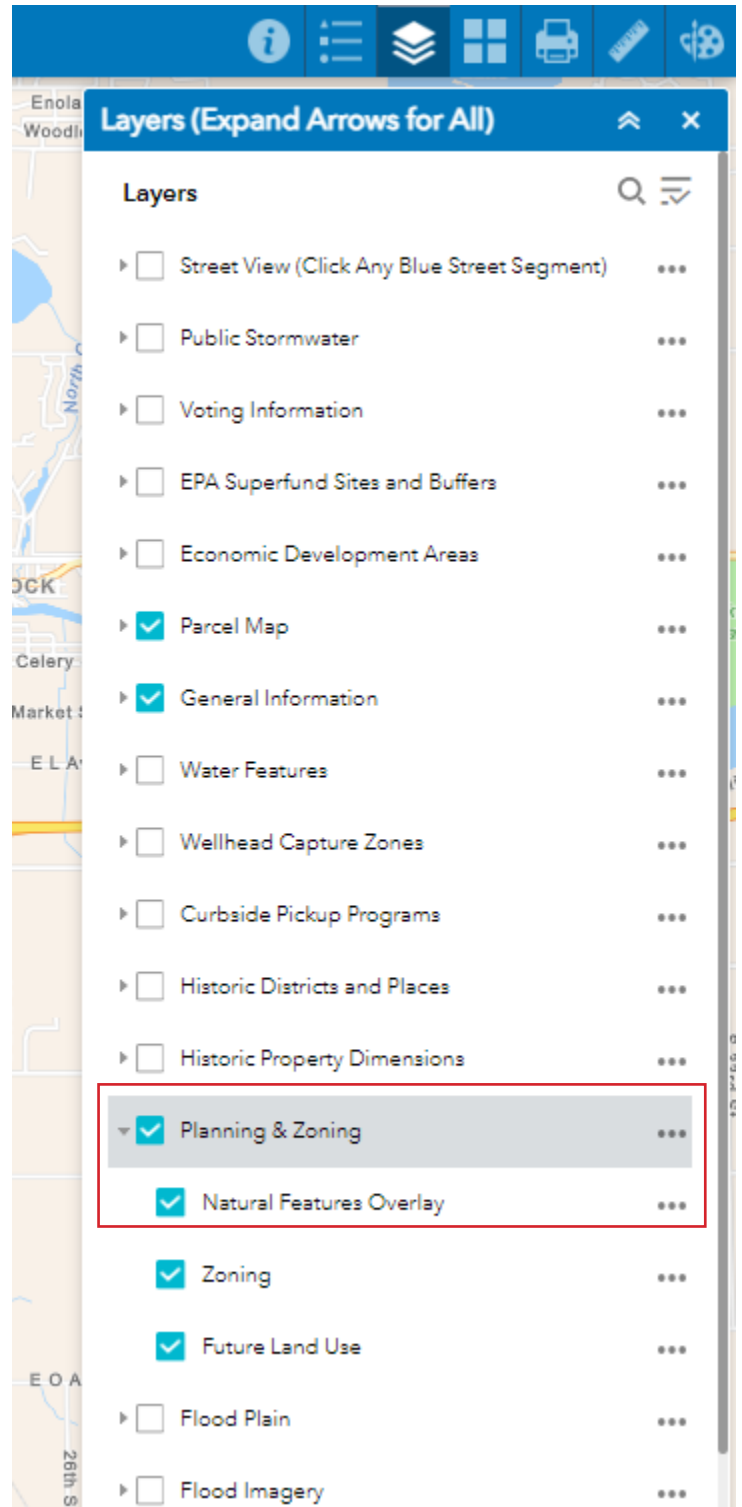 Enola
Woodl
Layers (Expand Arrows for All)
Layers
Street View (Click Any Blue Street Segment)
Public Stormwater
North
Voting Information
EPA Superfund Sites and Buffers
Economic Development Areas
OCK
Parcel Map
Celery
General Information
Market
E L A
Water Features
Wellhead Capture Zones
Curbside Pickup Programs
Historic Districts and Places
Historic Property Dimensions
Planning & Zoning
Natural Features Overlay
Zoning
Future Land Use
E O A
Flood Plain
26th S
Flood Imagery